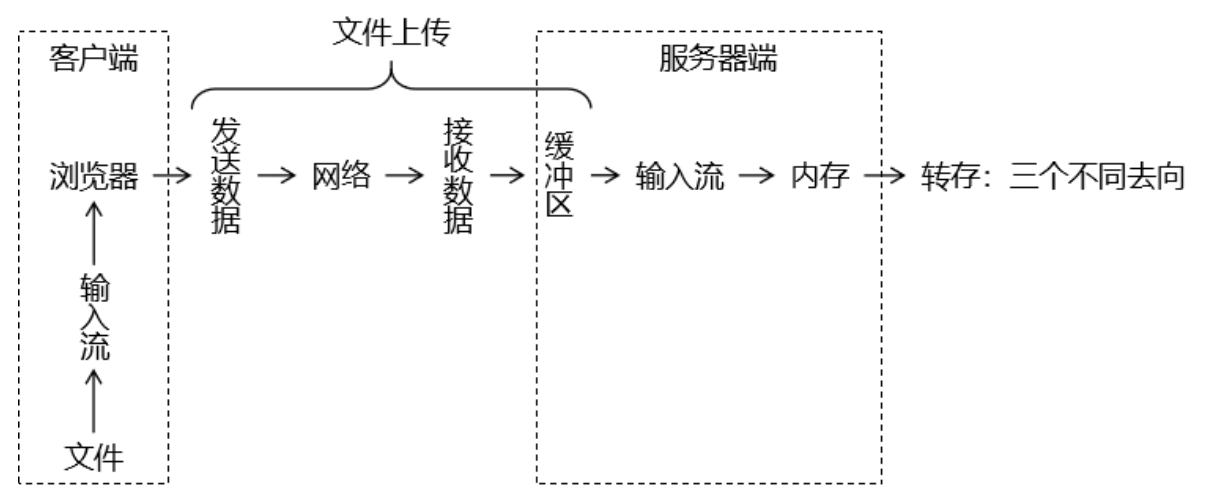 文件上传
客户端
服务器端
浏览器
发送数据
网络
接收数据
缓冲区
输入流
内存
转存：三个不同去向
输入流
文件